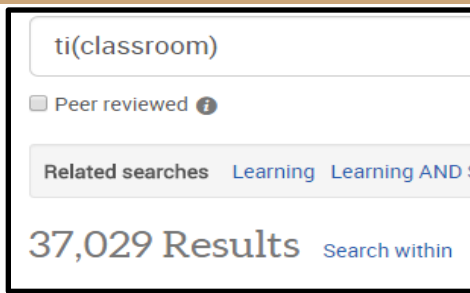 ti(classroom)
Peer reviewed
Related searches Learning Learning AND
37,029 Results Search within